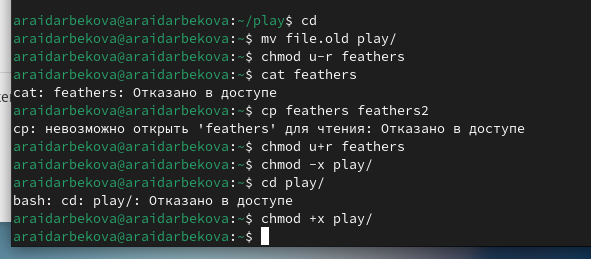 araidarbekova@araidarbekova:~/play$ cd
araidarbekova@araidarbekova:~$ mv file.old play/
araidarbekova@araidarbekova:~$ chmod u-r feathers
araidarbekova@araidarbekova:~$ cat feathers
cat: feathers: Отказано в доступе
araidarbekova@araidarbekova:~$ cp feathers feathers2
cp: невозможно открыть 'feathers' для чтения: Отказано в доступе
araidarbekova@araidarbekova:~$ chmod u+r feathers
araidarbekova@araidarbekova:~$ chmod -x play/
araidarbekova@araidarbekova:~$ cd play/
bash: cd: play/: Отказано в доступе
araidarbekova@araidarbekova:~$ chmod +x play/
araidarbekova@araidarbekova:~$